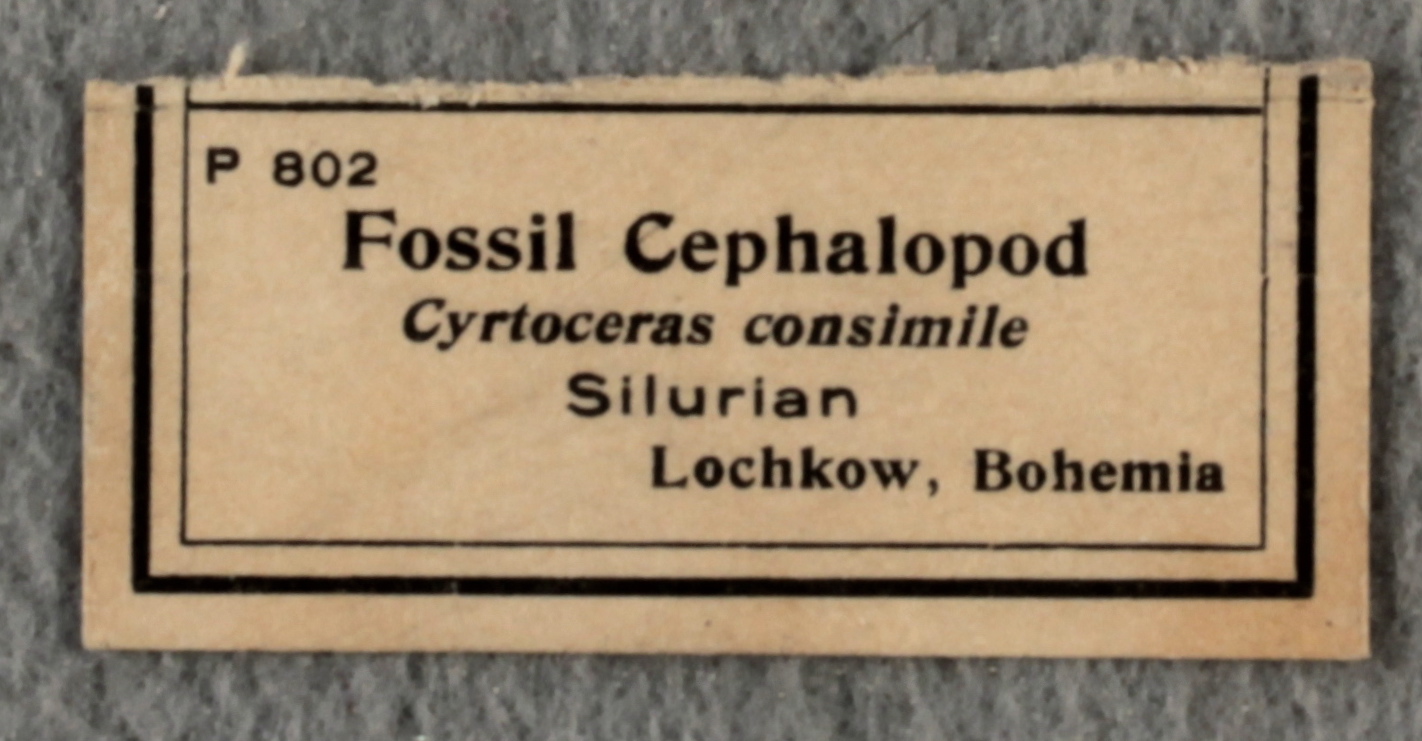 P 802
Fossil Cephalopod
Cyrtoceras consimile
Silurian
Lochkow, Bohemia